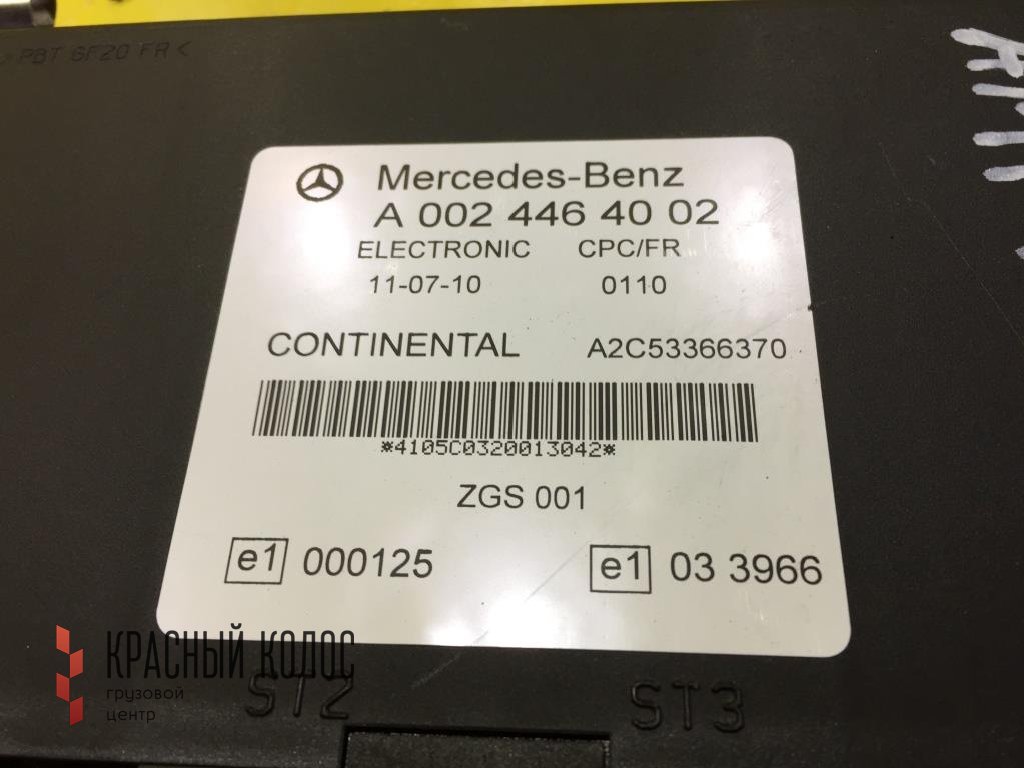 >PBT GF20 FR<
Mercedes-Benz
A 002 446 40 02
ELECTRONIC CPC/FR
11-07-10 0110
CONTINENTAL A2C53366370
*4105C0320013042*
ZGS 001
e1 000125 e1 03 3966
КРАСНЫЙ КОЛОС
грузовой
центр
ST2 ST3